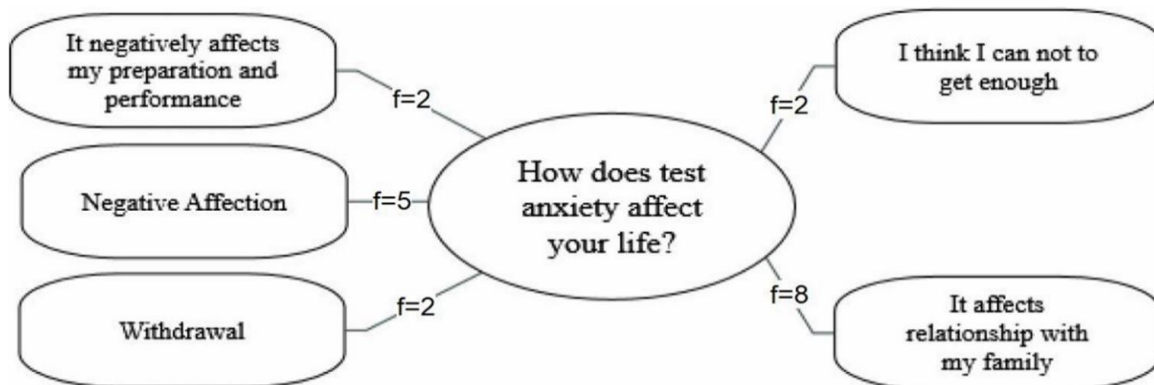 It negatively affects
my preparation and
performance
f=2
Negative Affection
f=5
Withdrawal
f=2
How does test
anxiety affect
your life?
I think I can not to
get enough
f=2
It affects
relationship with
my family
f=8